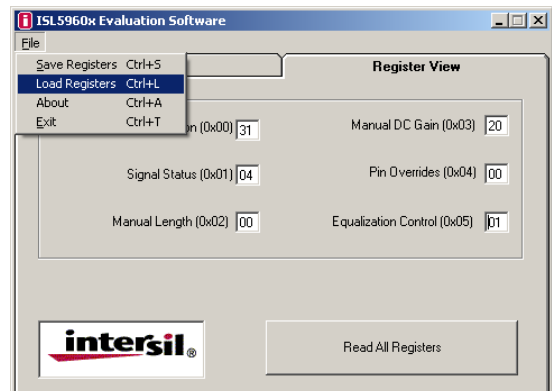 ISL5960x Evaluation Software
File
Save Registers Ctrl+S
Load Registers Ctrl+L
About Ctrl+A
Exit Ctrl+T
Register View
(0x00) 31
Manual DC Gain (0x03) 20
Signal Status (0x01) 04
Pin Overrides (0x04) 00
Manual Length (0x02) 00
Equalization Control (0x05) 01
intersil®
Read All Registers